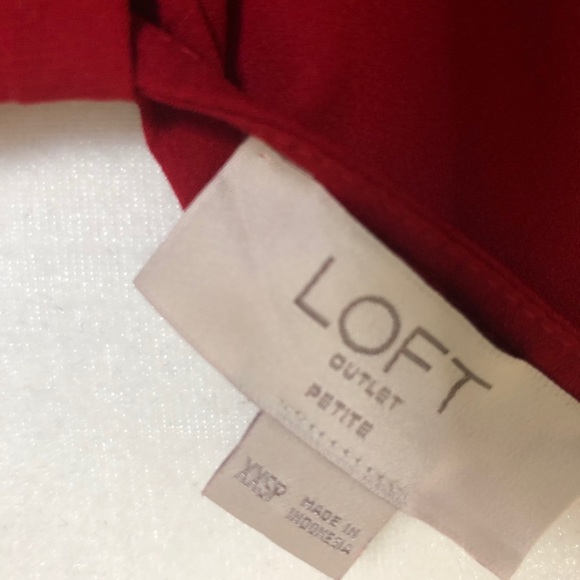 LOFT
OUTLET
PETITE
XXSP
MADE IN
INDONESIA